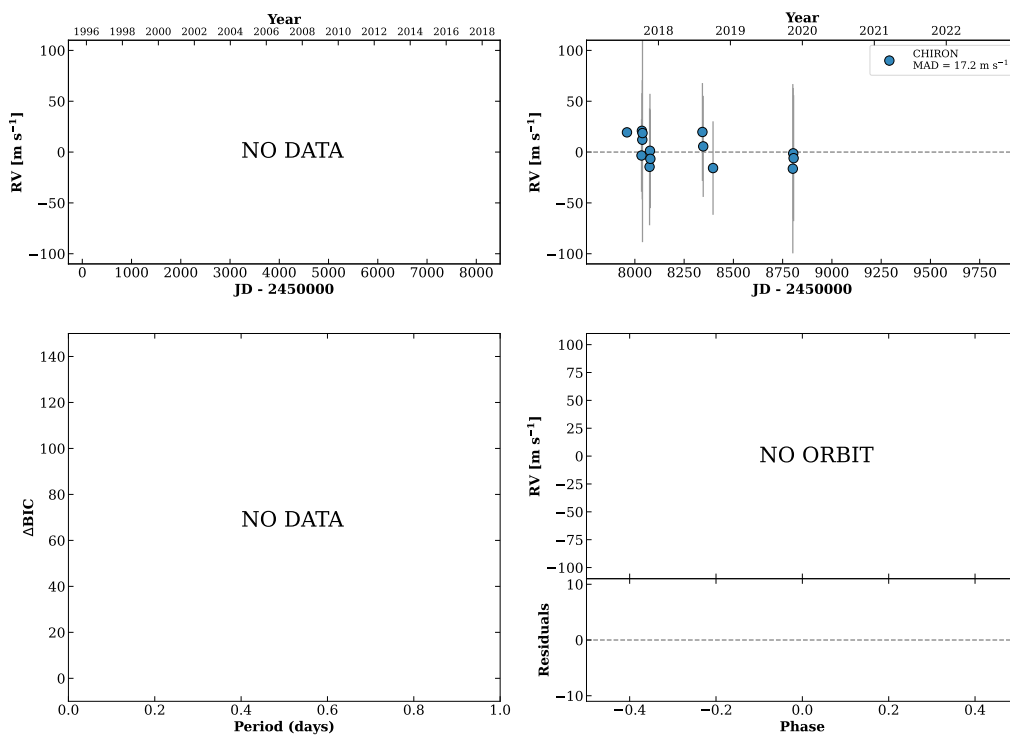 Year
1996 1998 2000 2002 2004 2006 2008 2010 2012 2014 2016 2018
RV [m s⁻¹]
100
50
0
−50
−100
NO DATA
0 1000 2000 3000 4000 5000 6000 7000 8000
JD - 2450000
Year
2018 2019 2020 2021 2022
CHIRON
MAD = 17.2 m s⁻¹
RV [m s⁻¹]
100
50
0
−50
−100
8000 8250 8500 8750 9000 9250 9500 9750
JD - 2450000
ΔBIC
140
120
100
80
60
40
20
0
NO DATA
0.0 0.2 0.4 0.6 0.8 1.0
Period (days)
RV [m s⁻¹]
100
75
50
25
0
−25
−50
−75
−100
NO ORBIT
Residuals
10
0
−10
−0.4 −0.2 0.0 0.2 0.4
Phase